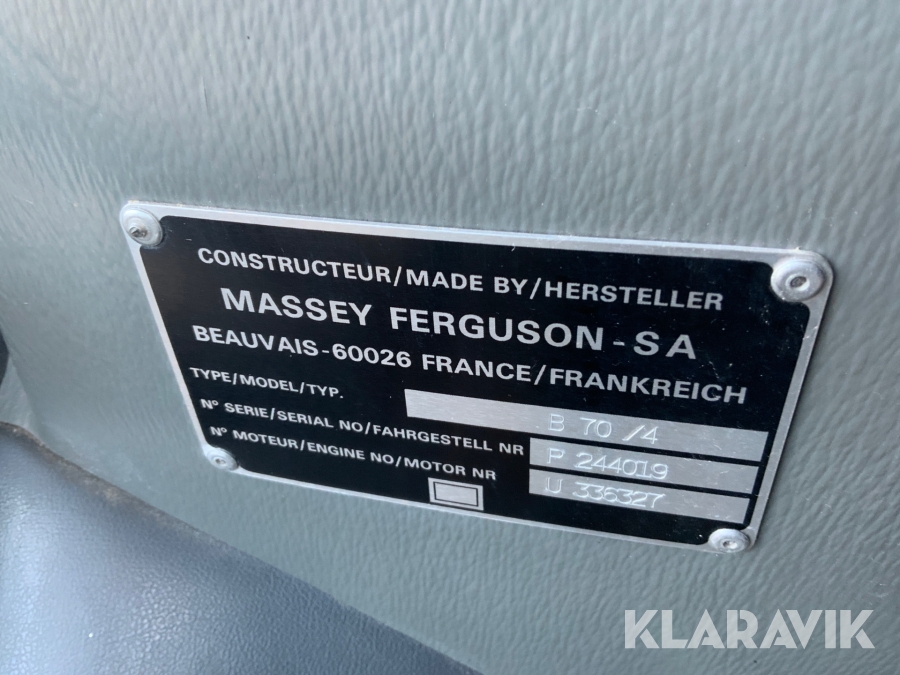 CONSTRUCTEUR/MADE BY/HERSTELLER
MASSEY FERGUSON-SA
BEAUVAIS-60026 FRANCE/FRANKREICH
TYPE/MODEL/TYP. B 70 /4
N° SERIE/SERIAL NO/FAHRGESTELL NR P 244019
N° MOTEUR/ENGINE NO/MOTOR NR U 336327
KLARAVIK